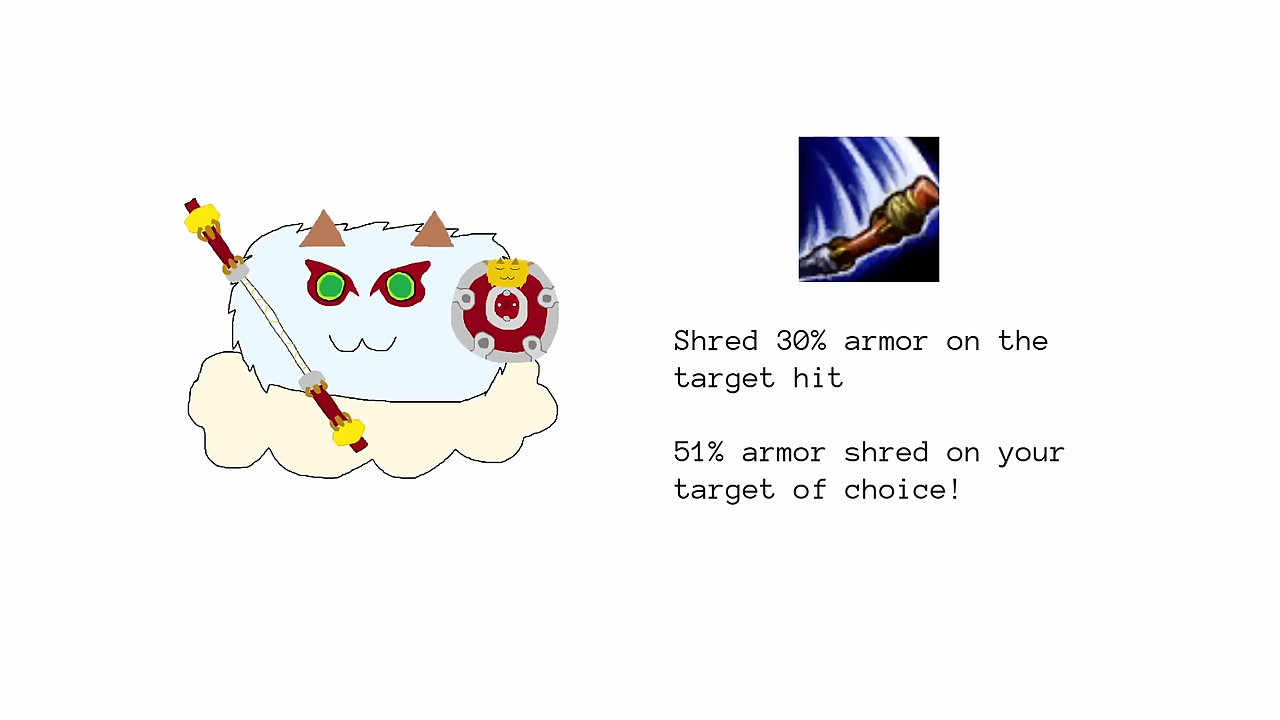 Shred 30% armor on the
target hit
51% armor shred on your
target of choice!